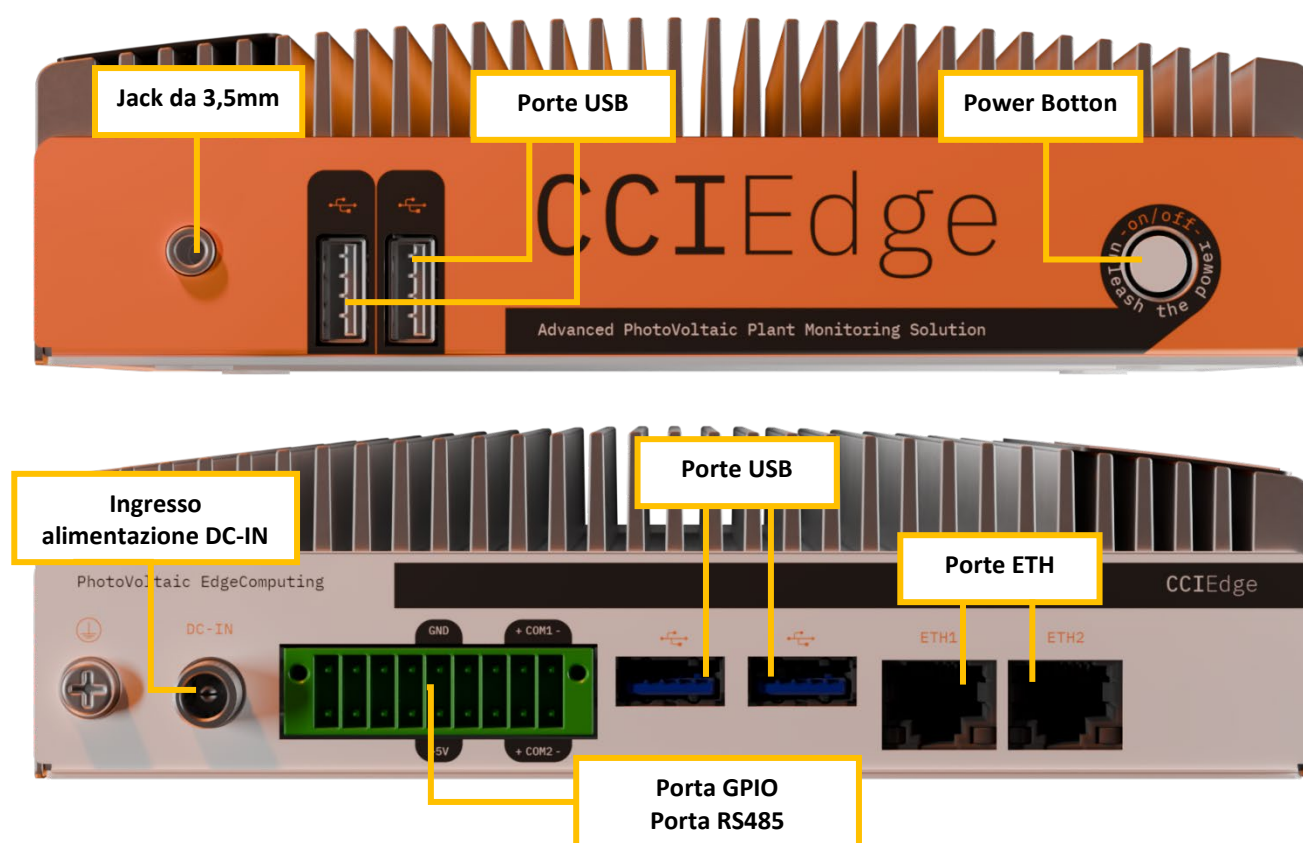 Jack da 3,5mm
Porte USB
Power Botton
CCIEdge
-on/off-
unleash the power
Advanced PhotoVoltaic Plant Monitoring Solution
Porte USB
Ingresso
alimentazione DC-IN
Porte ETH
PhotoVoltaic EdgeComputing
CCIEdge
DC-IN
GND
+ COM1 -
ETH1
ETH2
5V
+ COM2 -
Porta GPIO
Porta RS485